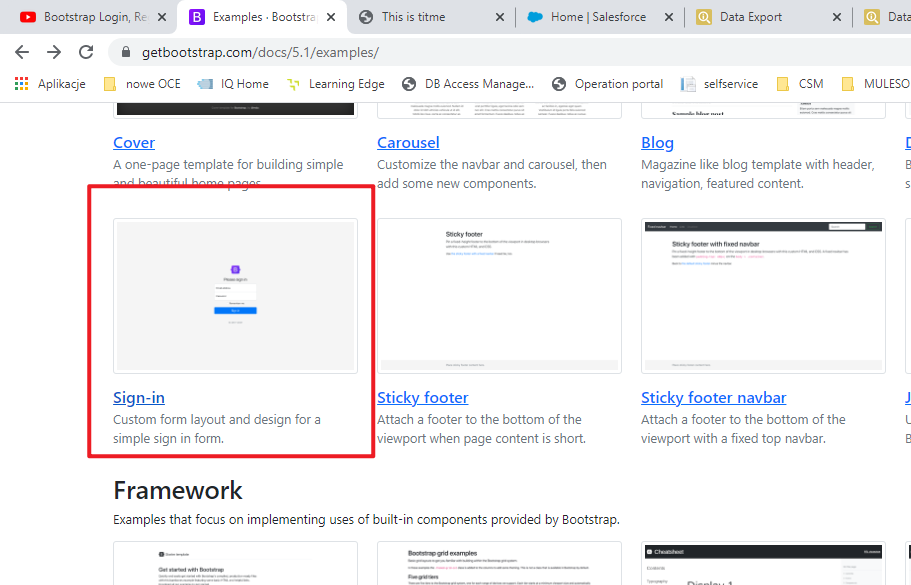 Bootstrap Login, Re
Examples · Bootstra
This is titme
Home | Salesforce
Data Export
Data
getbootstrap.com/docs/5.1/examples/
Aplikacje
nowe OCE
IQ Home
Learning Edge
DB Access Manage...
Operation portal
selfservice
CSM
MULESO
Cover
Carousel
Blog
A one-page template for building simple
and beautiful home pages.
Customize the navbar and carousel, then
add some new components.
Magazine like blog template with header,
navigation, featured content.
Please sign in
Sticky footer
Sticky footer with fixed navbar
Sign-in
Custom form layout and design for a
simple sign in form.
Sticky footer
Attach a footer to the bottom of the
viewport when page content is short.
Sticky footer navbar
Attach a footer to the bottom of the
viewport with a fixed top navbar.
Framework
Examples that focus on implementing uses of built-in components provided by Bootstrap.
Starter template
Get started with Bootstrap
Bootstrap grid examples
Five grid tiers
Cheatsheet
Contents
Typography
Display 1